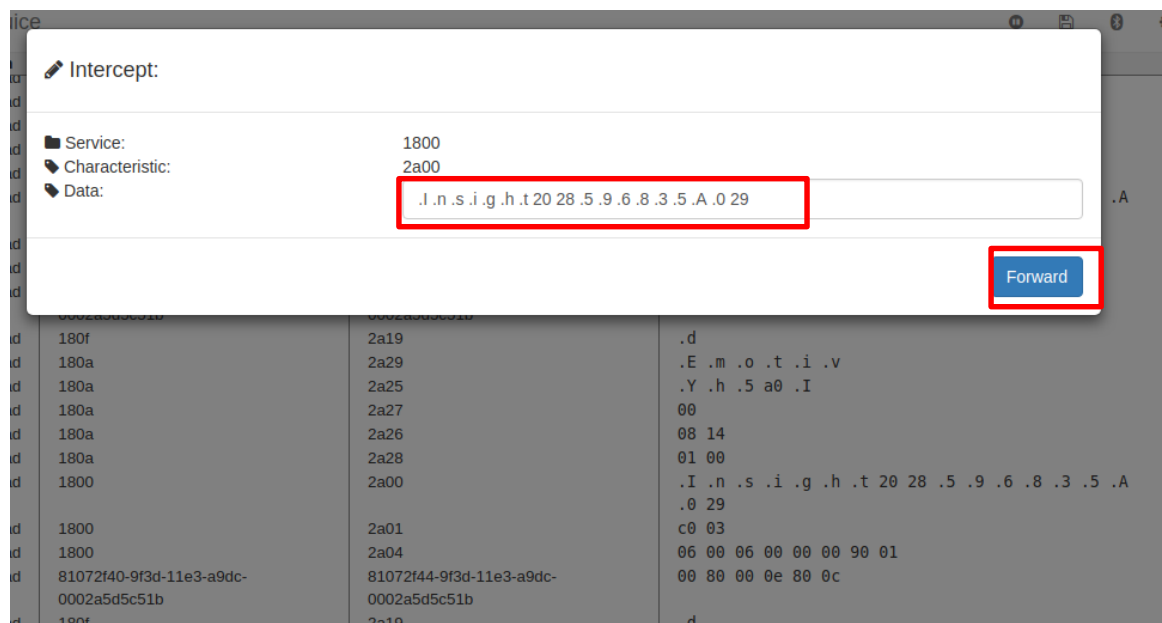 Intercept:
Service: 1800
Characteristic: 2a00
Data: .I .n .s .i .g .h .t 20 28 .5 .9 .6 .8 .3 .5 .A .0 29
.A
Forward
0002a5d5c51b 0002a5d5c51b
180f 2a19 .d
180a 2a29 .E .m .o .t .i .v
180a 2a25 .Y .h .5 a0 .I
180a 2a27 00
180a 2a26 08 14
180a 2a28 01 00
1800 2a00 .I .n .s .i .g .h .t 20 28 .5 .9 .6 .8 .3 .5 .A
.0 29
1800 2a01 c0 03
1800 2a04 06 00 06 00 00 00 90 01
81072f40-9f3d-11e3-a9dc- 81072f44-9f3d-11e3-a9dc- 00 80 00 0e 80 0c
0002a5d5c51b 0002a5d5c51b
180f 2a19 .d